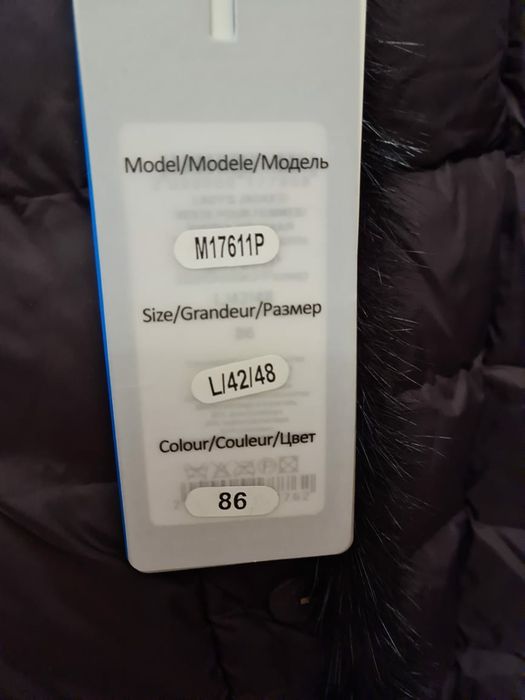 Model/Modele/Модель
M17611P
Size/Grandeur/Размер
L/42/48
Colour/Couleur/Цвет
86